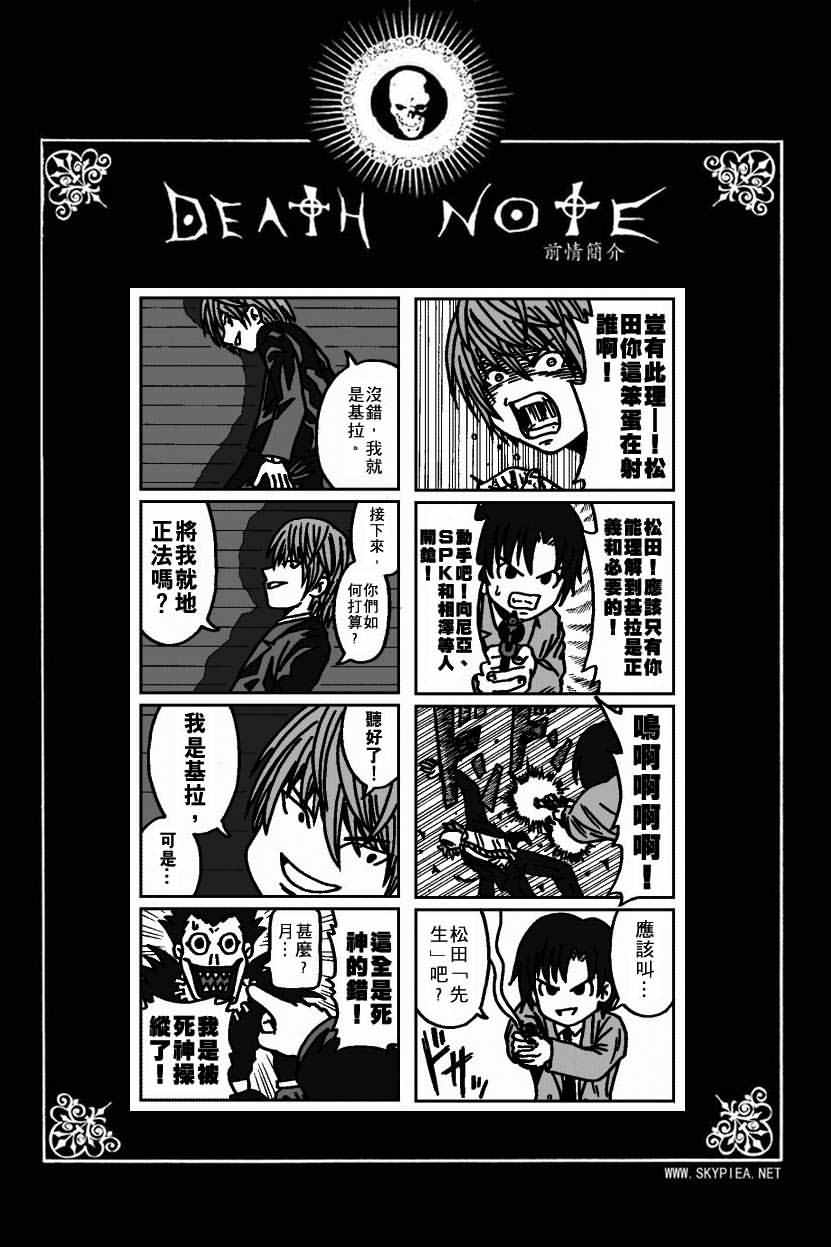 DEATH NOTE
前情簡介
豈有此理—！松
田你這笨蛋在射
誰啊！
松田！應該只有你
能理解到基拉是正
義和必要的！
動手吧！向尼亞、
SPK和相澤等人
開鎗！
嗚啊啊啊啊！
應該叫…
松田「先
生」吧？
ドドッ
沒錯，我就
是基拉。
接下來，
你們如
何打算？
將我就地
正法嗎？
聽好了！
我是基拉，
可是…
這全是死
神的錯！
甚麼？
月…
我是被
死神操
縱了！
WWW.SKYPIEA.NET